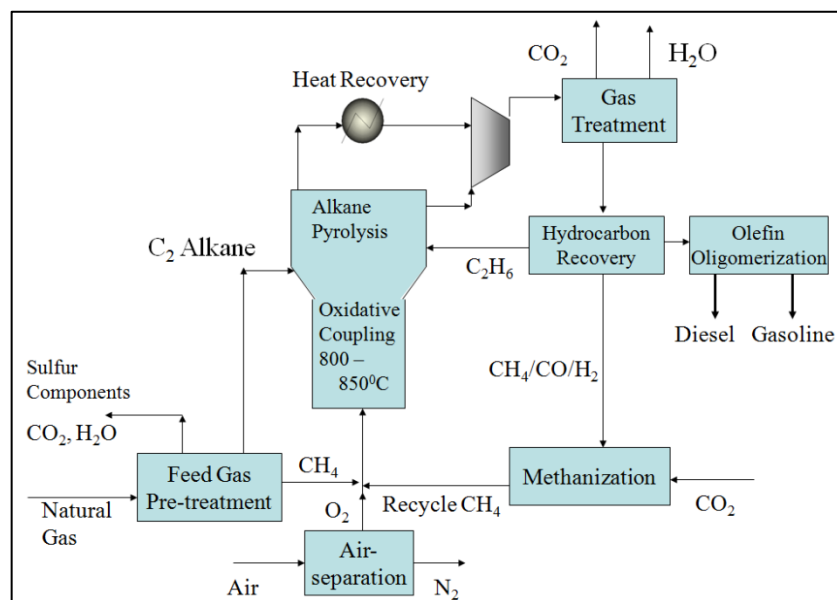 CO₂
H₂O
Heat Recovery
Gas
Treatment
Alkane
Pyrolysis
C₂ Alkane
C₂H₆
Hydrocarbon
Recovery
Olefin
Oligomerization
Oxidative
Coupling
800 –
850⁰C
Diesel
Gasoline
Sulfur
Components
CO₂, H₂O
CH₄/CO/H₂
Feed Gas
Pre-treatment
CH₄
Methanization
Natural
Gas
O₂
Recycle CH₄
CO₂
Air-
separation
Air
N₂